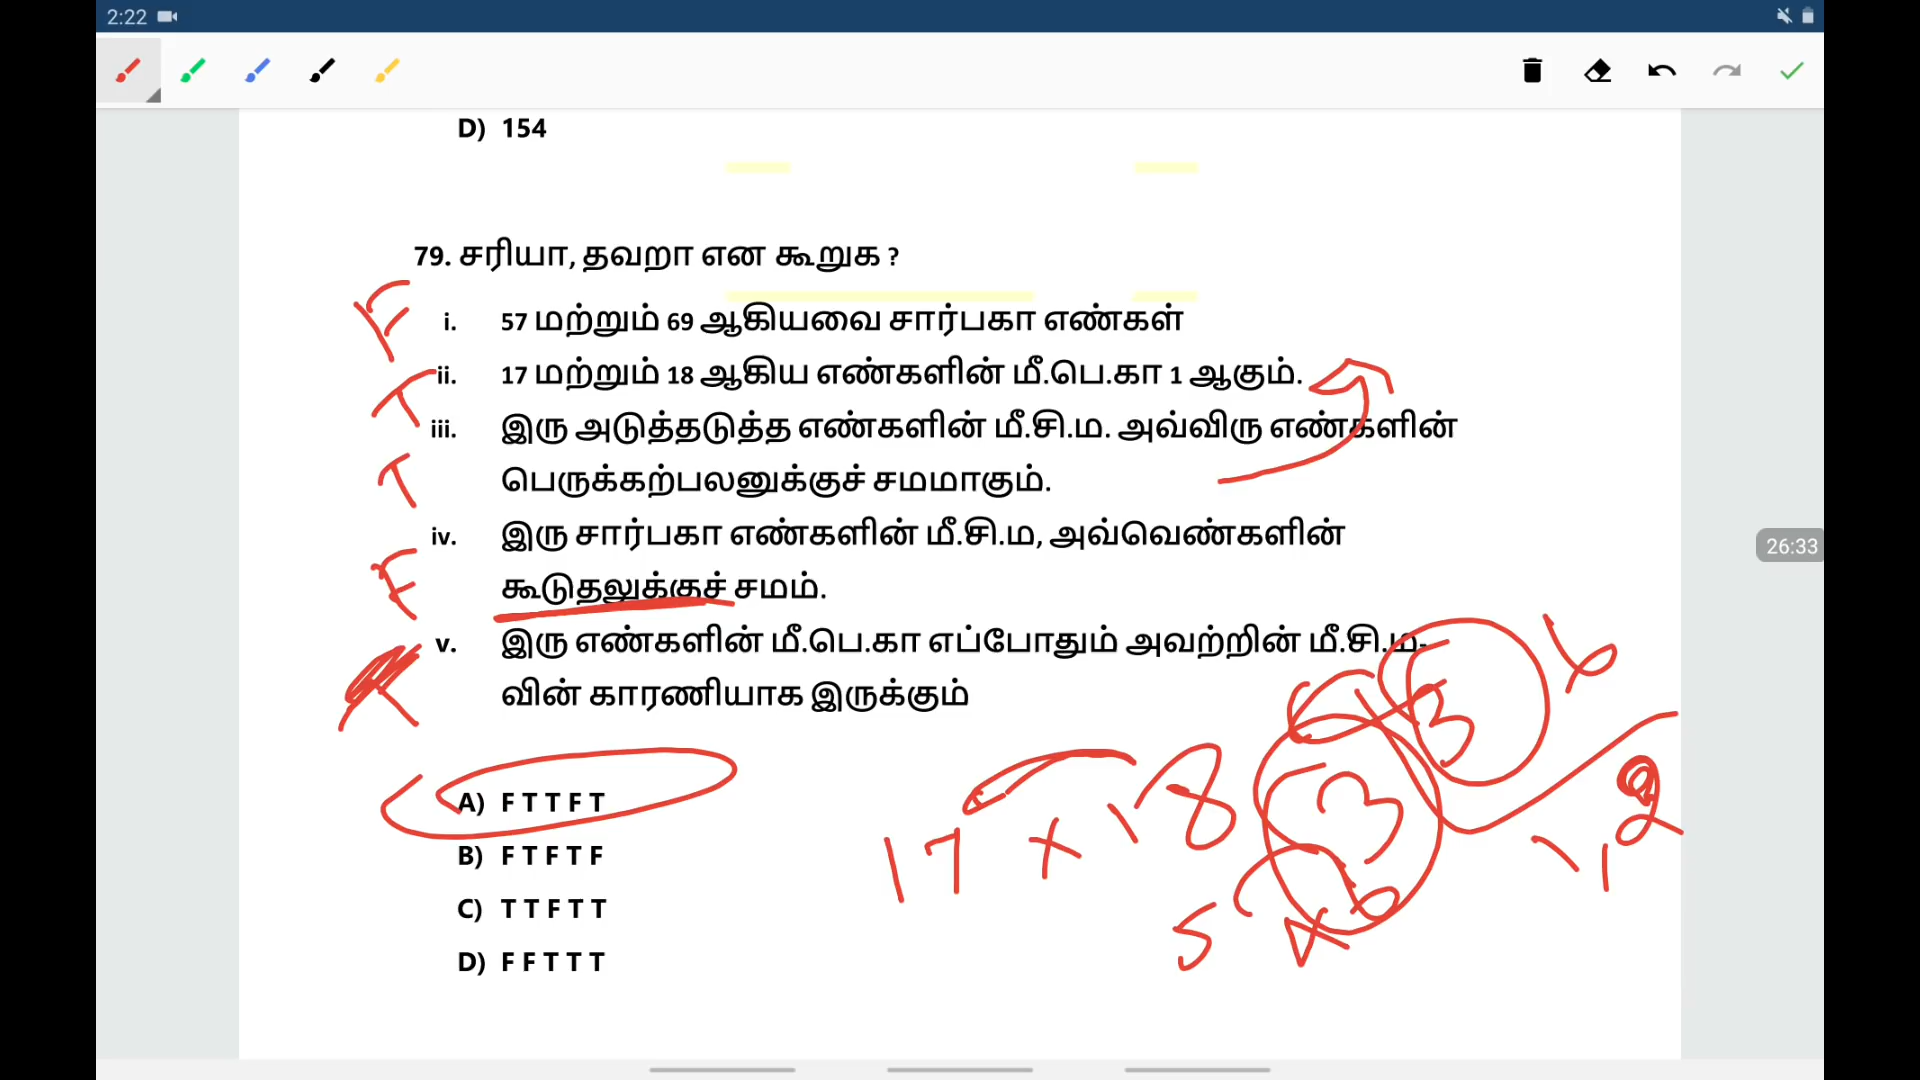 2:22
D) 154
79. சரியா, தவறா என கூறுக ?
F i. 57 மற்றும் 69 ஆகியவை சார்பகா எண்கள்
T ii. 17 மற்றும் 18 ஆகிய எண்களின் மீ.பெ.கா 1 ஆகும்.
T iii. இரு அடுத்தடுத்த எண்களின் மீ.சி.ம. அவ்விரு எண்களின்
பெருக்கற்பலனுக்குச் சமமாகும்.
iv. இரு சார்பகா எண்களின் மீ.சி.ம, அவ்வெண்களின்
26:33
F கூடுதலுக்குச் சமம்.
v. இரு எண்களின் மீ.பெ.கா எப்போதும் அவற்றின் மீ.சி.ம-
வின் காரணியாக இருக்கும்
A) F T T F T
17 x 18
B) F T F T F
C) T T F T T
D) F F T T T